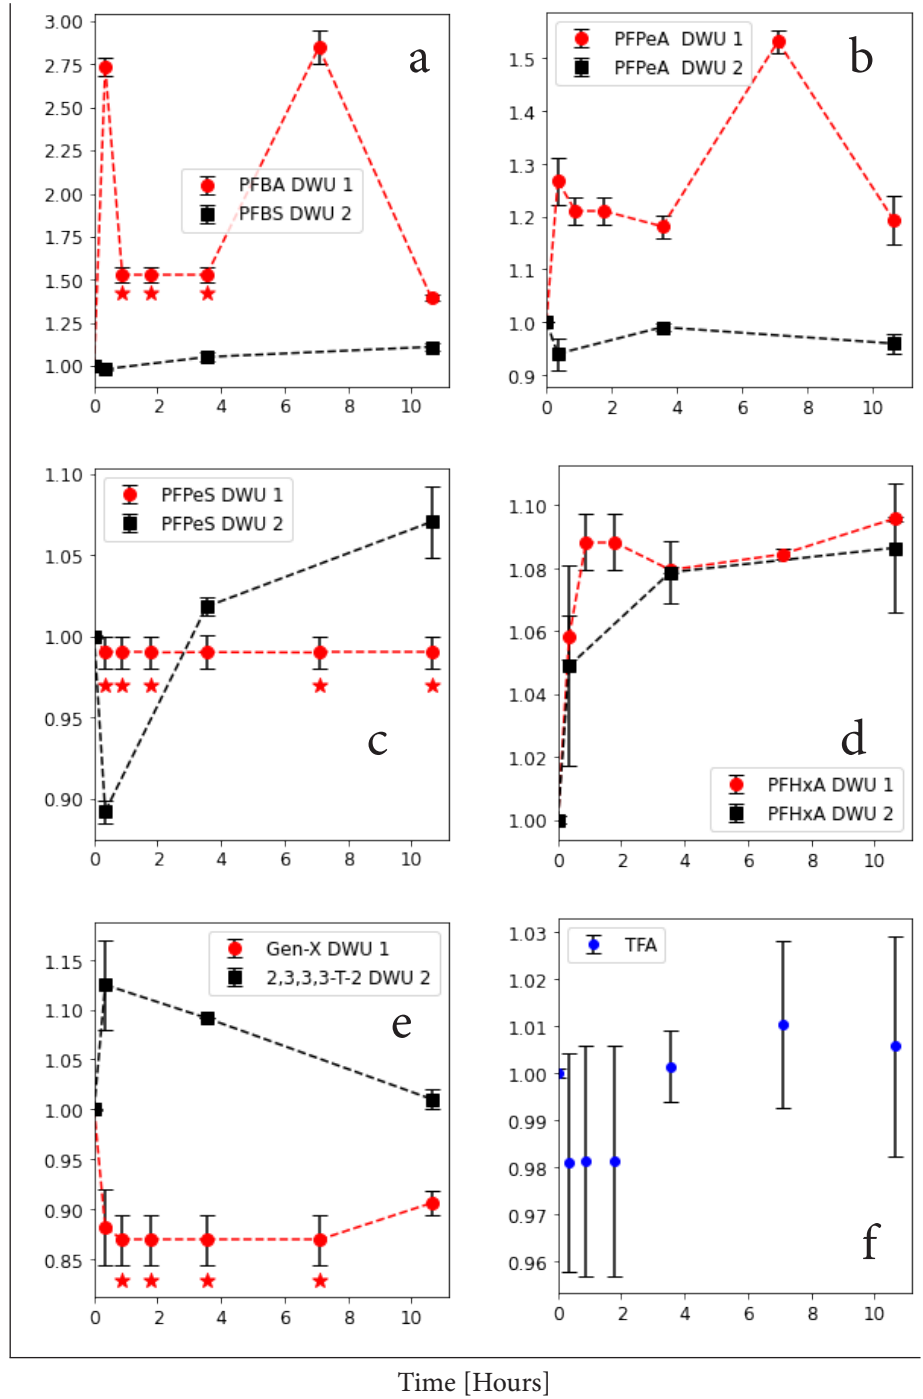 3.00
2.75
2.50
2.25
2.00
1.75
1.50
1.25
1.00
0 2 4 6 8 10
PFBA DWU 1
PFBS DWU 2
a
1.5
1.4
1.3
1.2
1.1
1.0
0.9
0 2 4 6 8 10
PFPeA DWU 1
PFPeA DWU 2
b
1.10
1.05
1.00
0.95
0.90
0 2 4 6 8 10
PFPeS DWU 1
PFPeS DWU 2
c
1.10
1.08
1.06
1.04
1.02
1.00
0 2 4 6 8 10
d
PFHxA DWU 1
PFHxA DWU 2
1.15
1.10
1.05
1.00
0.95
0.90
0.85
0 2 4 6 8 10
Gen-X DWU 1
2,3,3,3-T-2 DWU 2
e
1.03
1.02
1.01
1.00
0.99
0.98
0.97
0.96
0 2 4 6 8 10
TFA
f
Time [Hours]